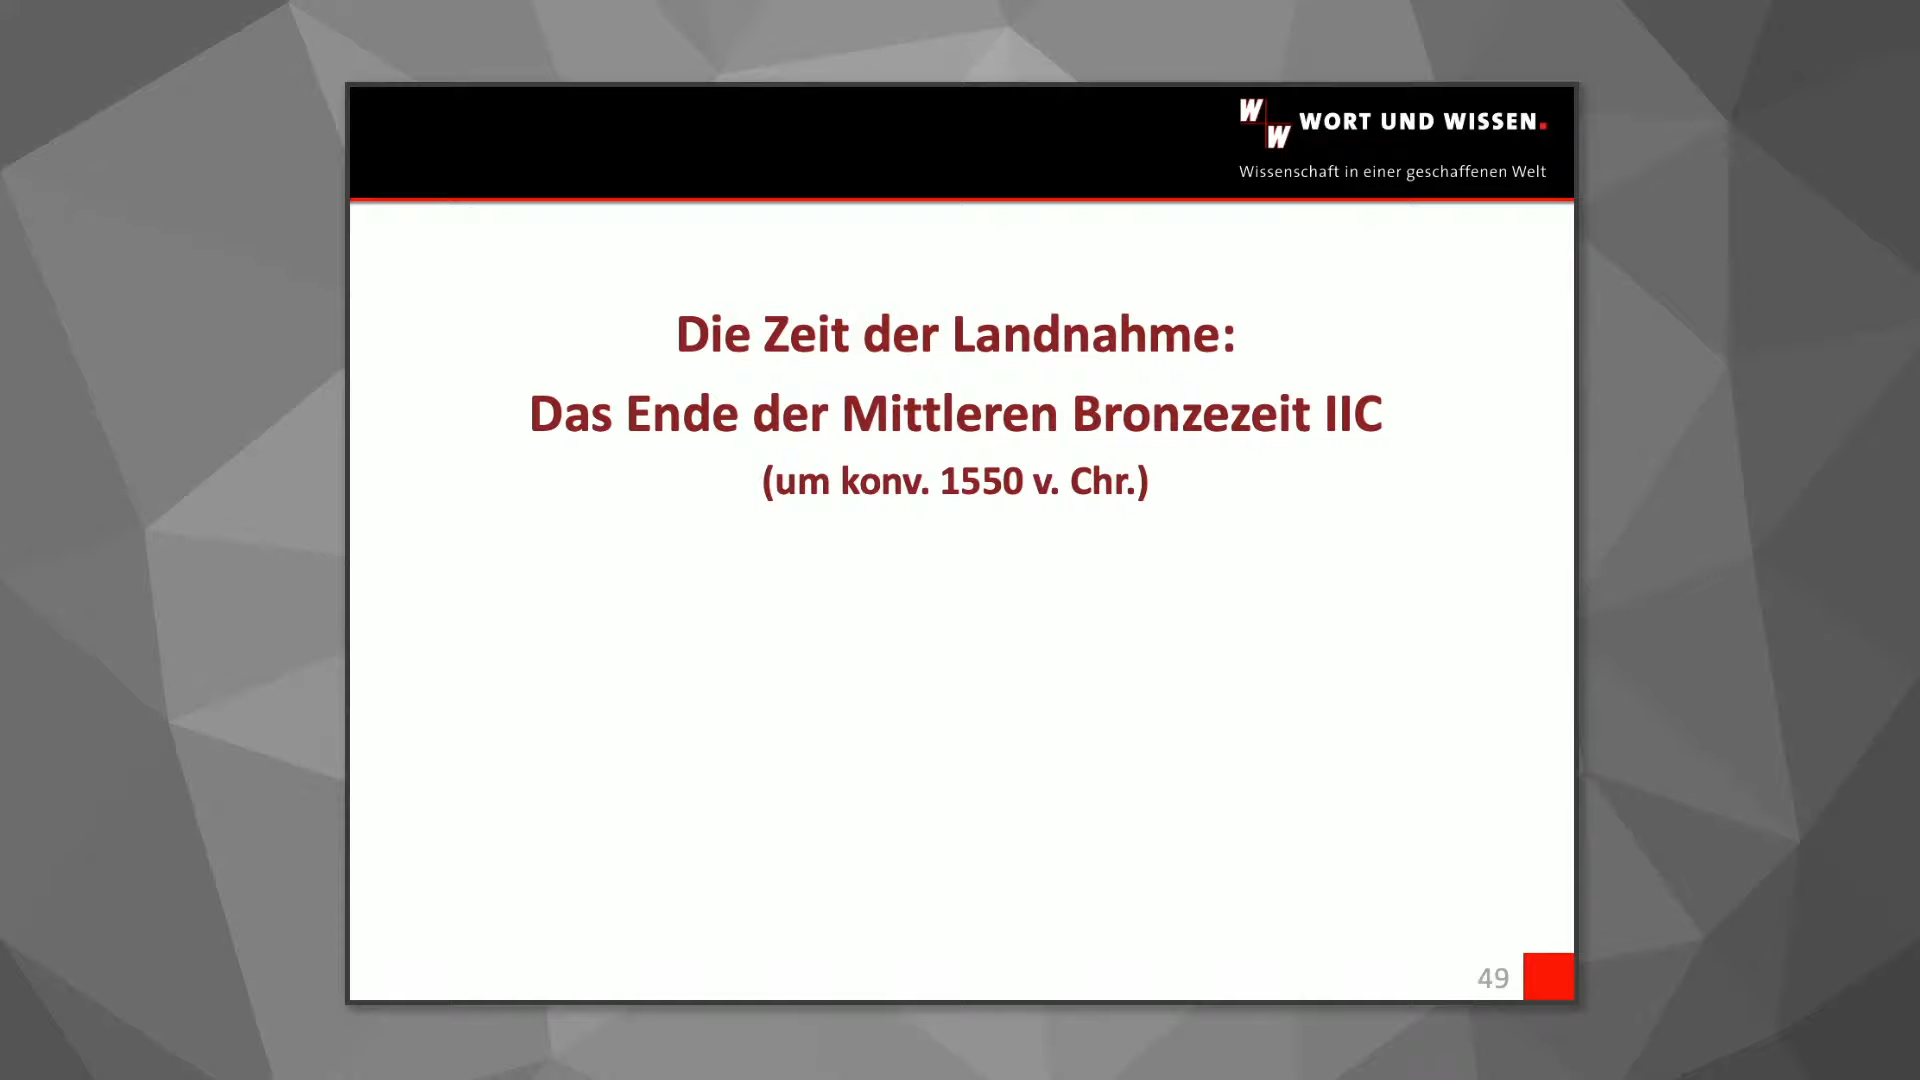 W
W WORT UND WISSEN.
Wissenschaft in einer geschaffenen Welt
Die Zeit der Landnahme:
Das Ende der Mittleren Bronzezeit IIC
(um konv. 1550 v. Chr.)
49